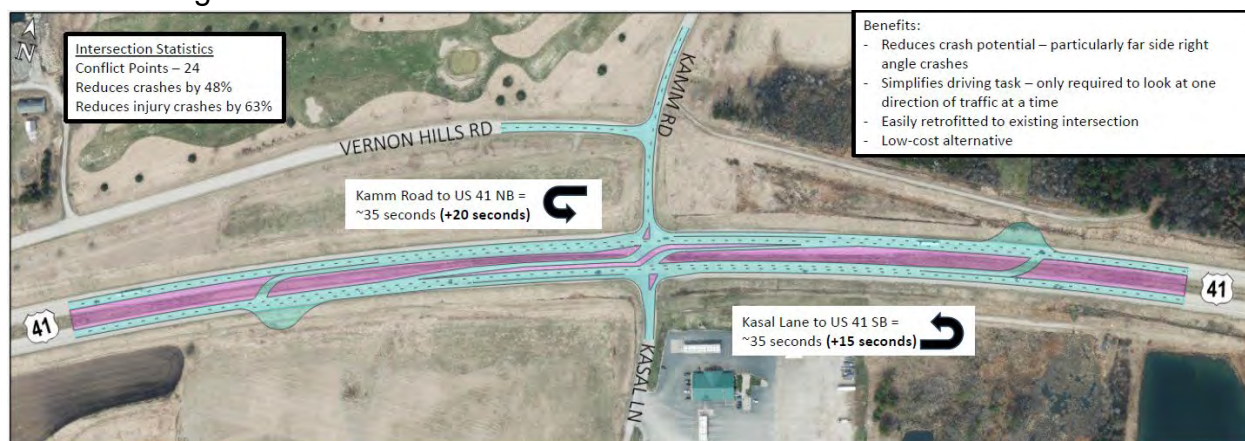 N
Intersection Statistics
Conflict Points – 24
Reduces crashes by 48%
Reduces injury crashes by 63%
Benefits:
- Reduces crash potential – particularly far side right
angle crashes
- Simplifies driving task – only required to look at one
direction of traffic at a time
- Easily retrofitted to existing intersection
- Low-cost alternative
KAMM RD
VERNON HILLS RD
Kamm Road to US 41 NB =
~35 seconds (+20 seconds)
41
41
Kasal Lane to US 41 SB =
~35 seconds (+15 seconds)
KASAL LN